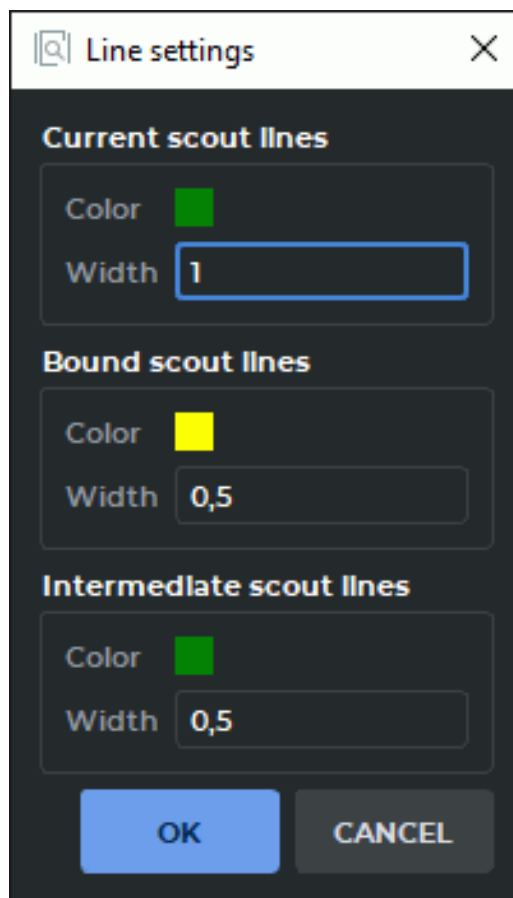 Line settings
Current scout lines
Color
Width 1
Bound scout lines
Color
Width 0,5
Intermediate scout lines
Color
Width 0,5
OK CANCEL